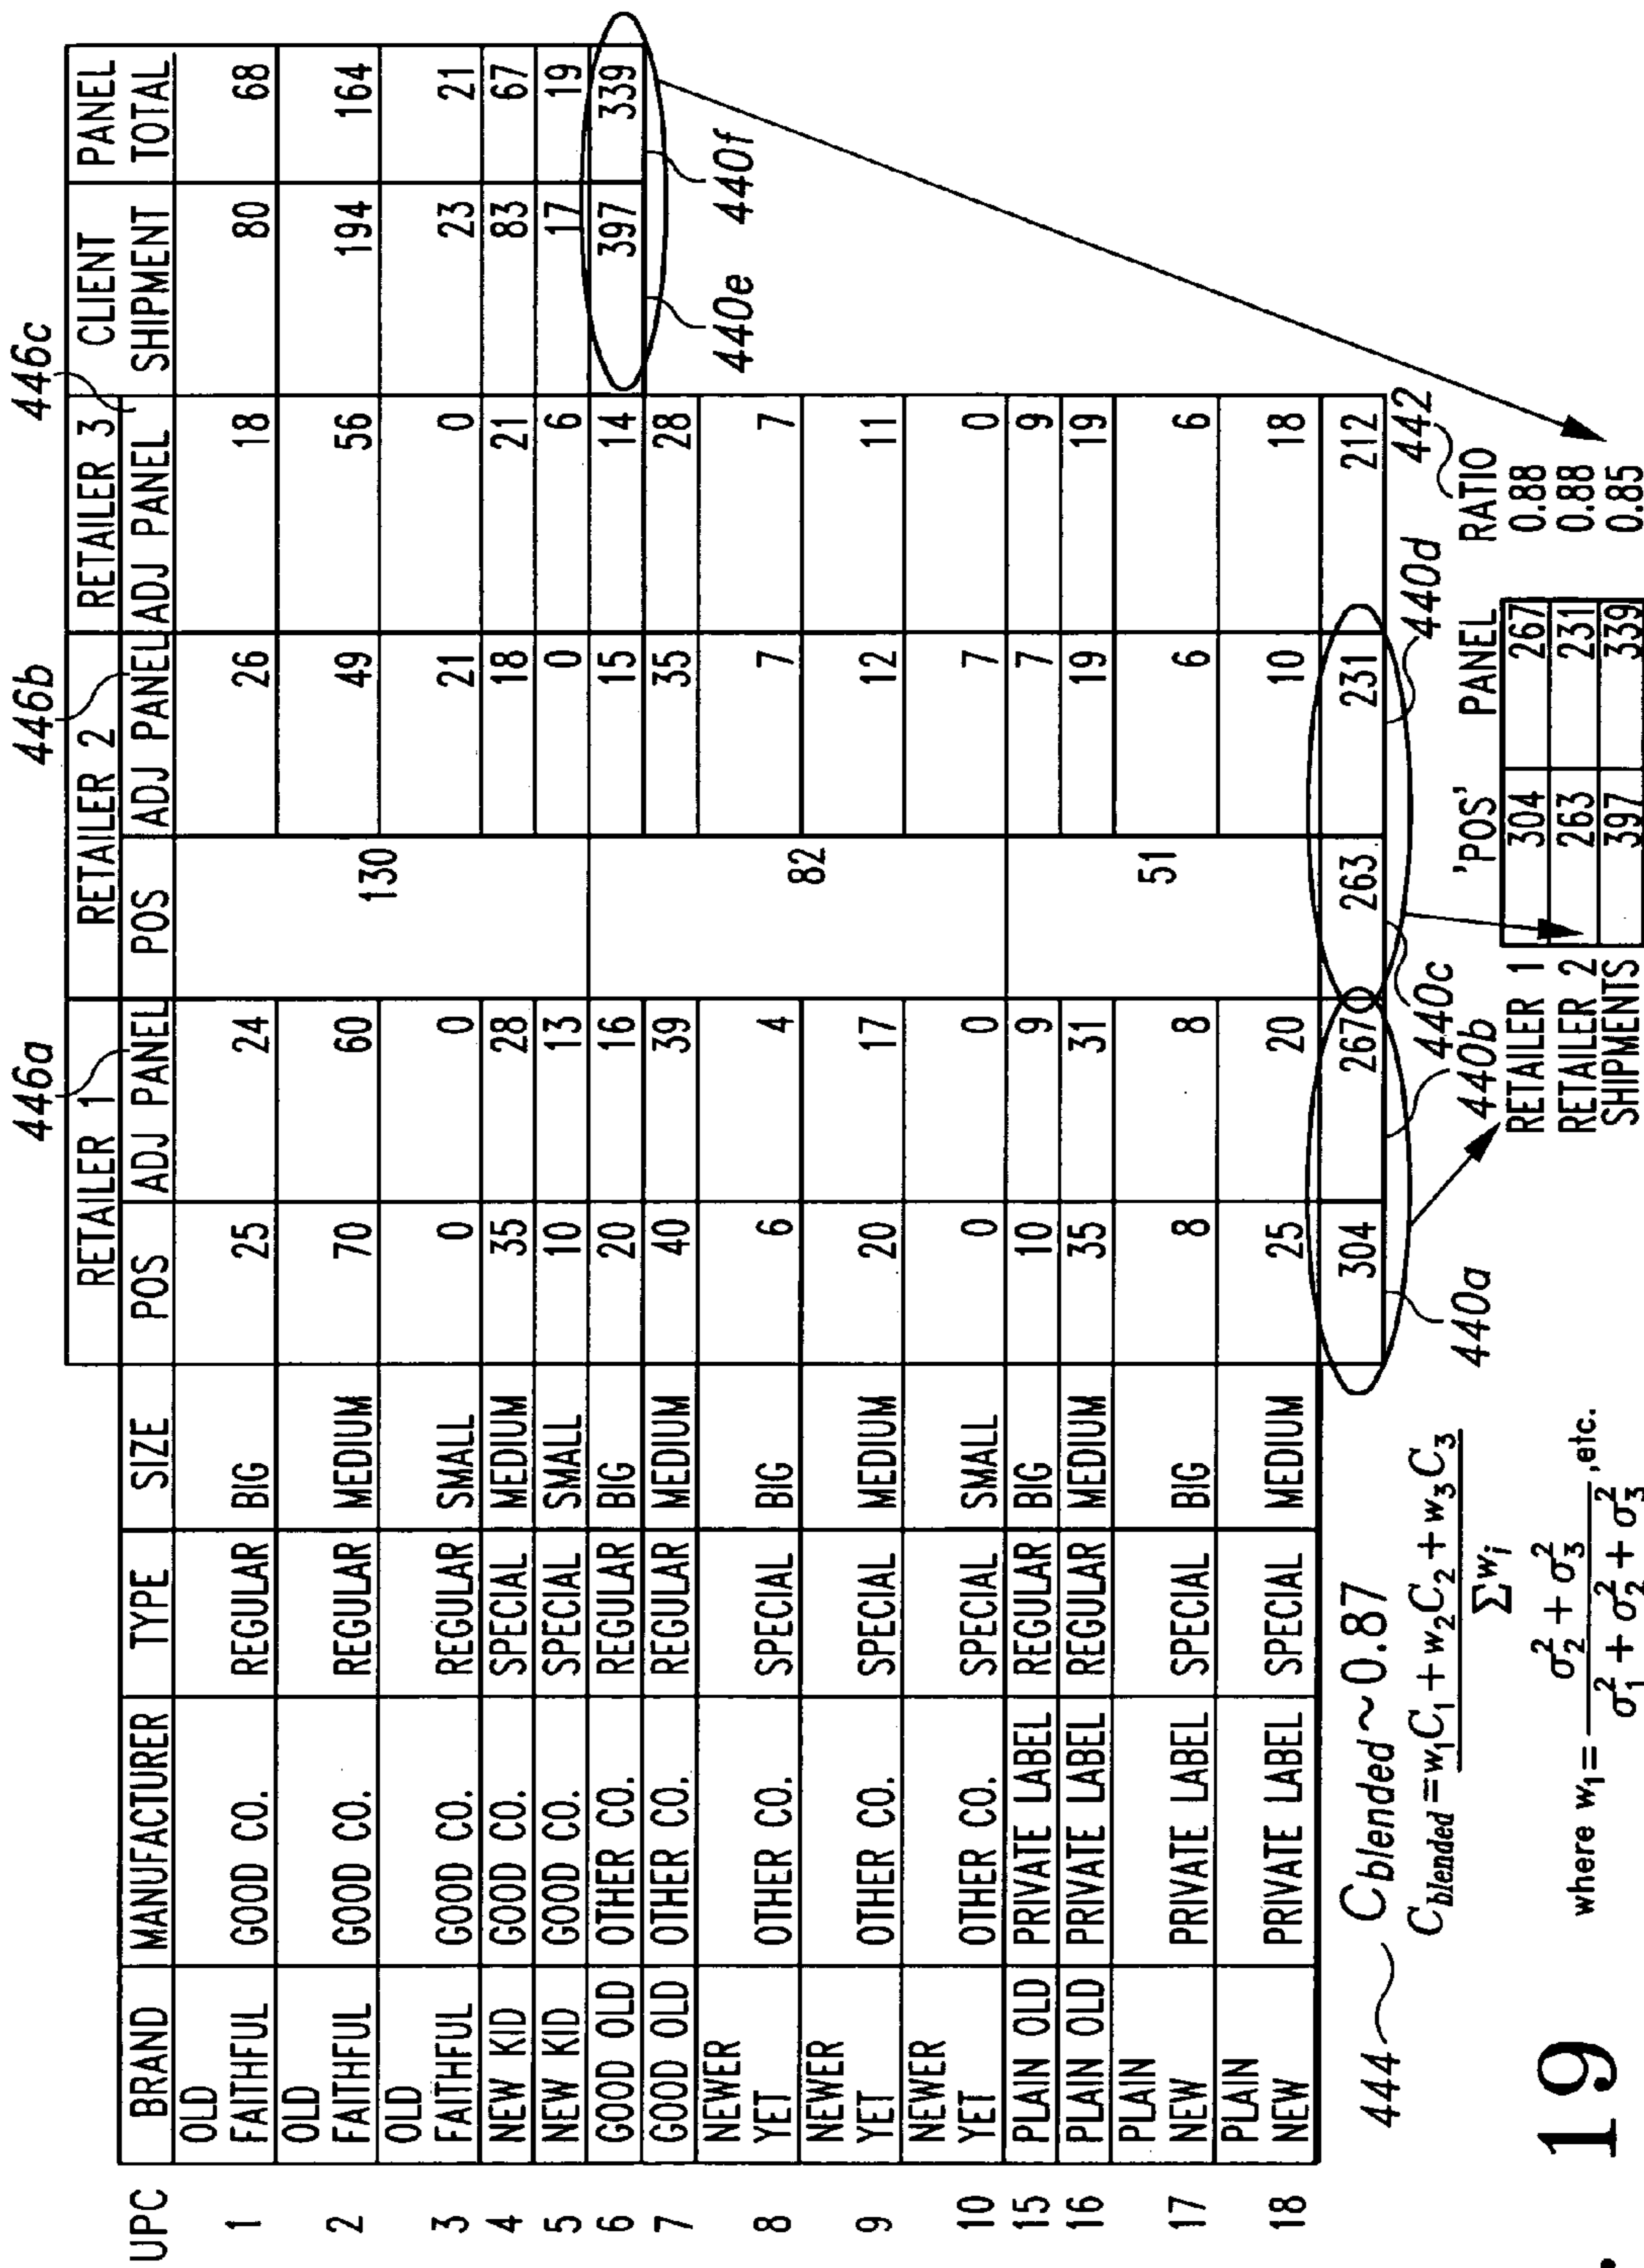 446a 446b 446c
RETAILER 1 RETAILER 2 RETAILER 3 CLIENT PANEL
UPC BRAND MANUFACTURER TYPE SIZE POS ADJ PANEL POS ADJ PANEL ADJ PANEL SHIPMENT TOTAL
OLD
1 FAITHFUL GOOD CO. REGULAR BIG 25 24 26 18 80 68
OLD
2 FAITHFUL GOOD CO. REGULAR MEDIUM 70 60 130 49 56 194 164
OLD
3 FAITHFUL GOOD CO. REGULAR SMALL 0 0 21 0 23 21
4 NEW KID GOOD CO. SPECIAL MEDIUM 35 28 18 21 83 67
5 NEW KID GOOD CO. SPECIAL SMALL 10 13 0 6 17 19
6 GOOD OLD OTHER CO. REGULAR BIG 20 16 15 14 397 339
7 GOOD OLD OTHER CO. REGULAR MEDIUM 40 39 35 28
440e 440f
NEWER
8 YET OTHER CO. SPECIAL BIG 6 4 82 7 7
NEWER
9 YET OTHER CO. SPECIAL MEDIUM 20 17 12 11
NEWER
10 YET OTHER CO. SPECIAL SMALL 0 0 7 0
15 PLAIN OLD PRIVATE LABEL REGULAR BIG 10 9 7 9
16 PLAIN OLD PRIVATE LABEL REGULAR MEDIUM 35 31 19 19
PLAIN
17 NEW PRIVATE LABEL SPECIAL BIG 8 8 51 6 6
PLAIN
18 NEW PRIVATE LABEL SPECIAL MEDIUM 25 20 10 18
304 267 263 231 212
440a 440b 440c 440d 442
'POS' PANEL RATIO
RETAILER 1 304 267 0.88
RETAILER 2 263 231 0.88
SHIPMENTS 397 339 0.85
444 C blended ~ 0.87
C blended = w₁C₁ + w₂C₂ + w₃C₃
Σwᵢ
where w₁ = σ₂² + σ₃² , etc.
σ₁² + σ₂² + σ₃²
. 19